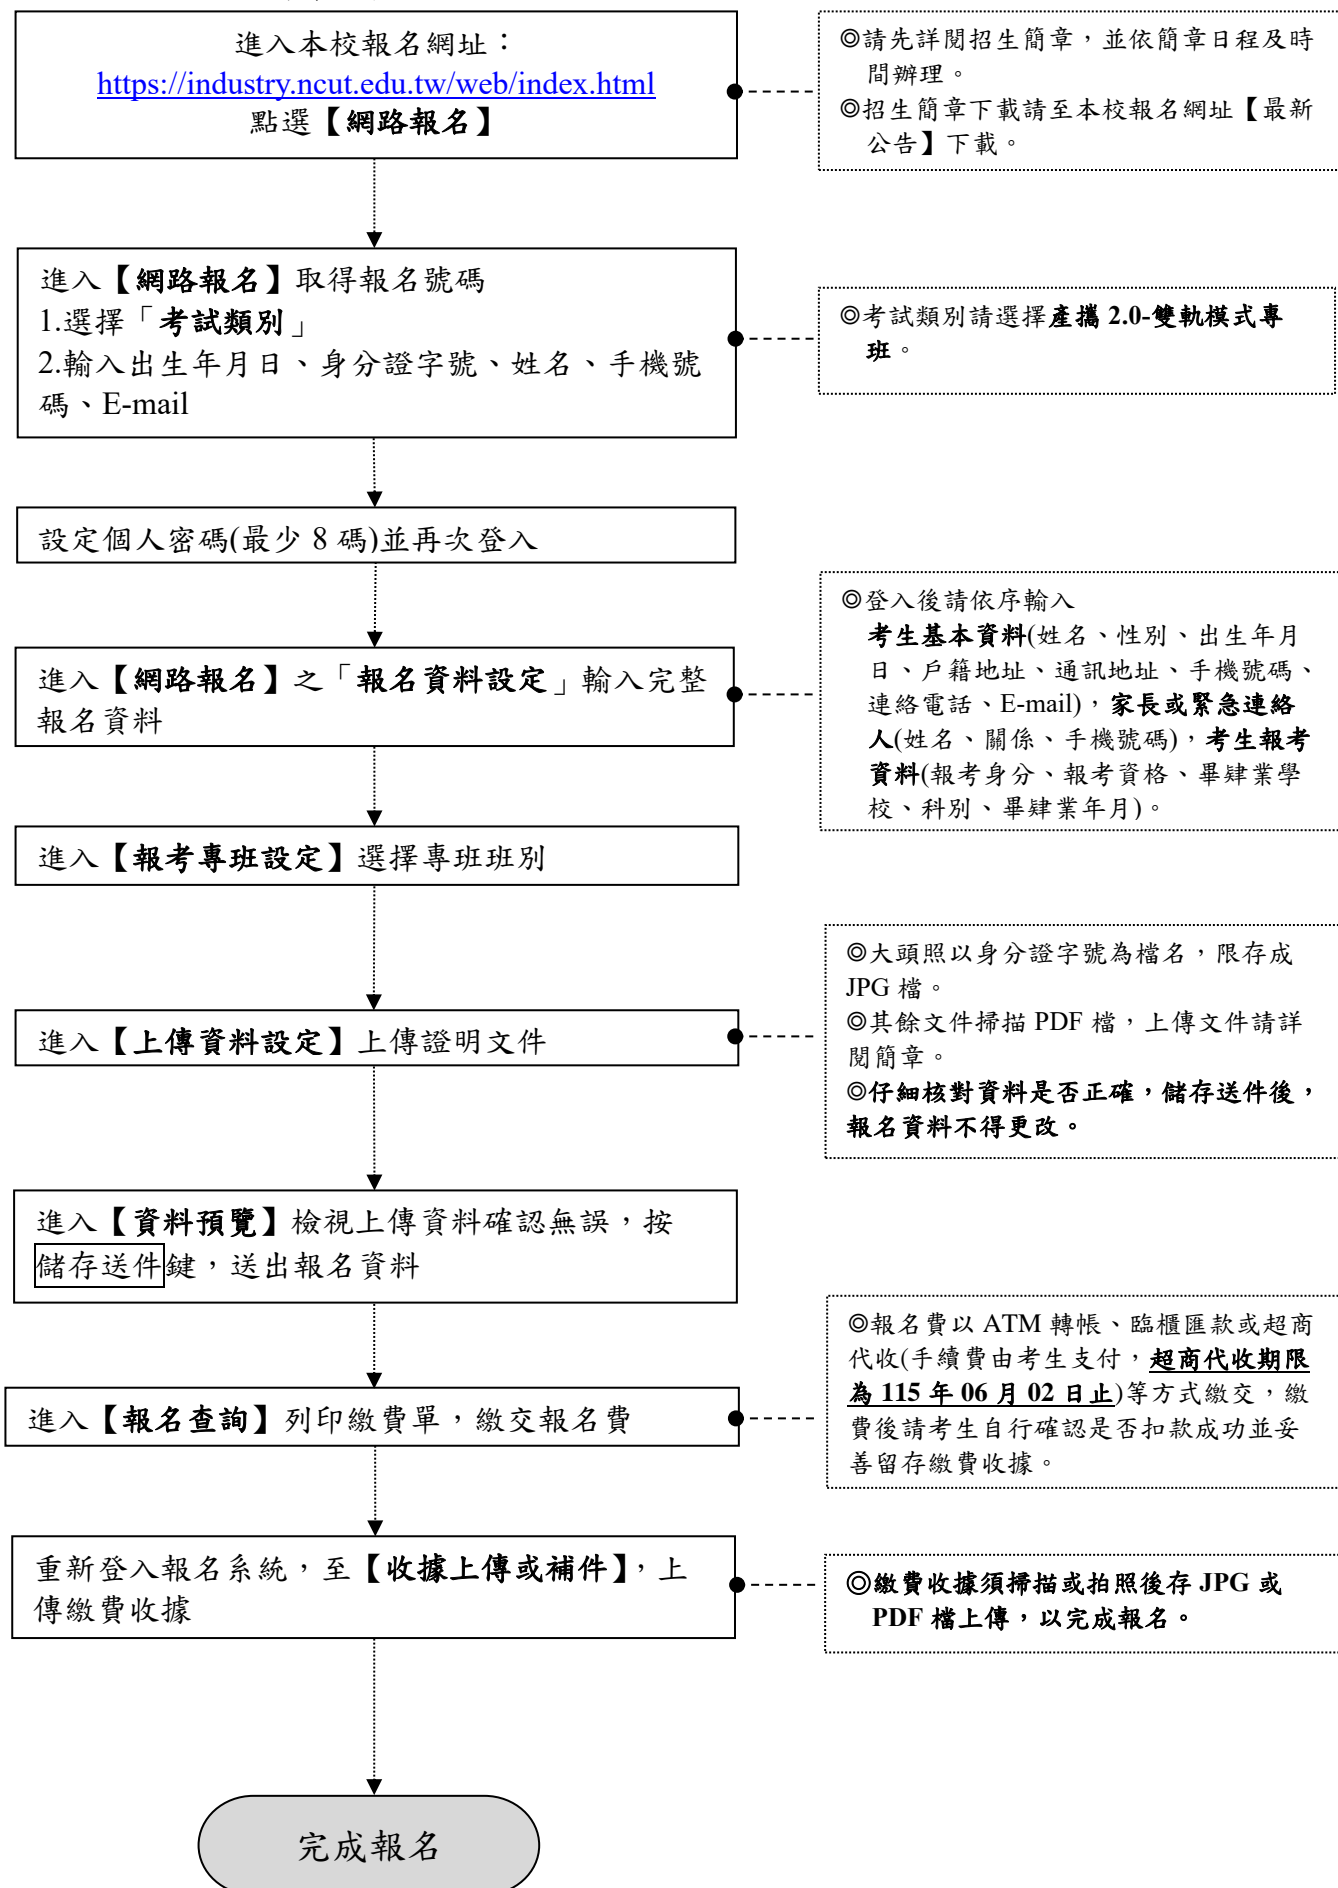 進入本校報名網址：
https://industry.ncut.edu.tw/web/index.html
點選【網路報名】
◎請先詳閱招生簡章，並依簡章日程及時
間辦理。
◎招生簡章下載請至本校報名網址【最新
公告】下載。
進入【網路報名】取得報名號碼
1.選擇「考試類別」
2.輸入出生年月日、身分證字號、姓名、手機號
碼、E-mail
◎考試類別請選擇產攜 2.0-雙軌模式專
班。
設定個人密碼(最少 8 碼)並再次登入
進入【網路報名】之「報名資料設定」輸入完整
報名資料
◎登入後請依序輸入
考生基本資料(姓名、性別、出生年月
日、戶籍地址、通訊地址、手機號碼、
連絡電話、E-mail)，家長或緊急連絡
人(姓名、關係、手機號碼)，考生報考
資料(報考身分、報考資格、畢肄業學
校、科別、畢肄業年月)。
進入【報考專班設定】選擇專班班別
進入【上傳資料設定】上傳證明文件
◎大頭照以身分證字號為檔名，限存成
JPG 檔。
◎其餘文件掃描 PDF 檔，上傳文件請詳
閱簡章。
◎仔細核對資料是否正確，儲存送件後，
報名資料不得更改。
進入【資料預覽】檢視上傳資料確認無誤，按
儲存送件鍵，送出報名資料
進入【報名查詢】列印繳費單，繳交報名費
◎報名費以 ATM 轉帳、臨櫃匯款或超商
代收(手續費由考生支付，超商代收期限
為 115 年 06 月 02 日止)等方式繳交，繳
費後請考生自行確認是否扣款成功並妥
善留存繳費收據。
重新登入報名系統，至【收據上傳或補件】，上
傳繳費收據
◎繳費收據須掃描或拍照後存 JPG 或
PDF 檔上傳，以完成報名。
完成報名